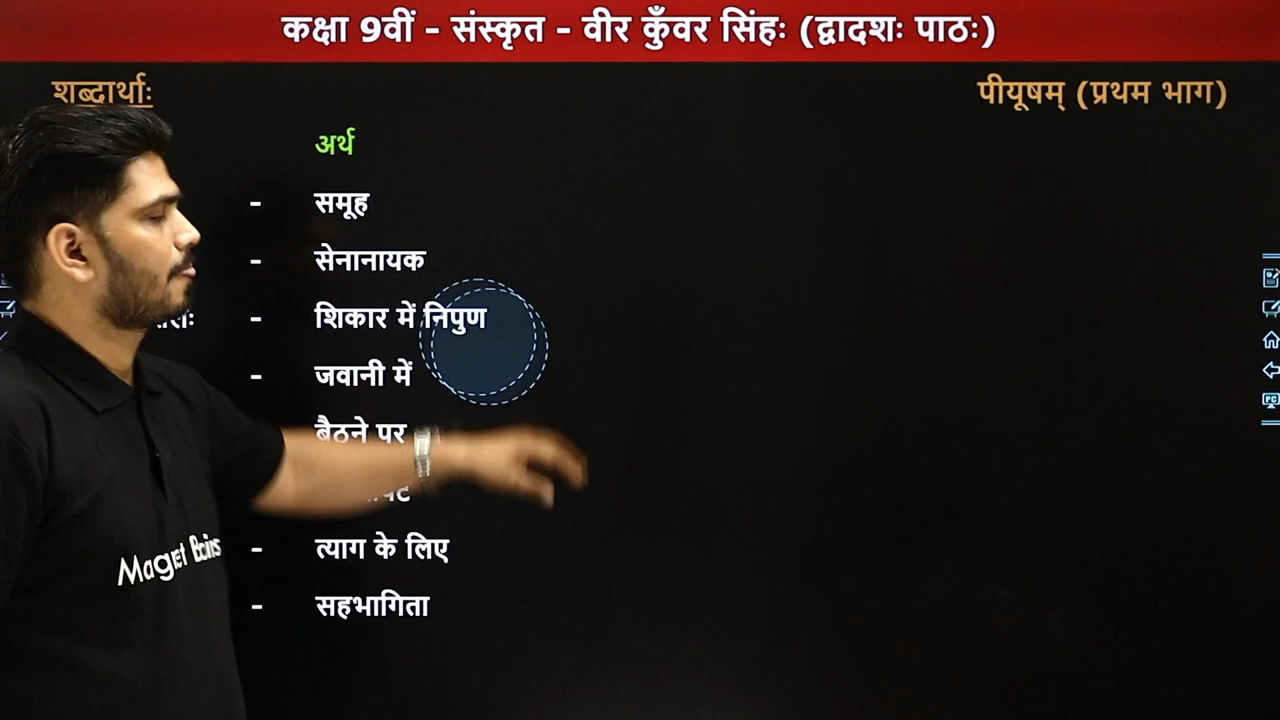 कक्षा 9वीं - संस्कृत - वीर कुँवर सिंहः (द्वादशः पाठः)
शब्दार्थाः
पीयूषम् (प्रथम भाग)
अर्थ
- समूह
- सेनानायक
- शिकार में निपुण
- जवानी में
बैठने पर
- त्याग के लिए
- सहभागिता
Magnet Brains